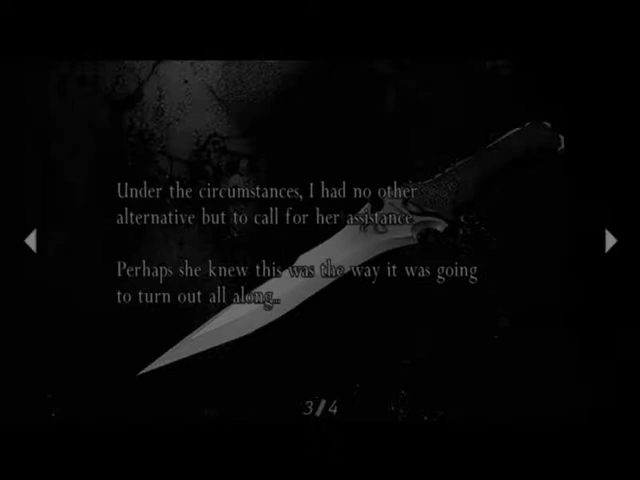 Under the circumstances, I had no other
alternative but to call for her assistance.
Perhaps she knew this was the way it was going
to turn out all along...
3/4